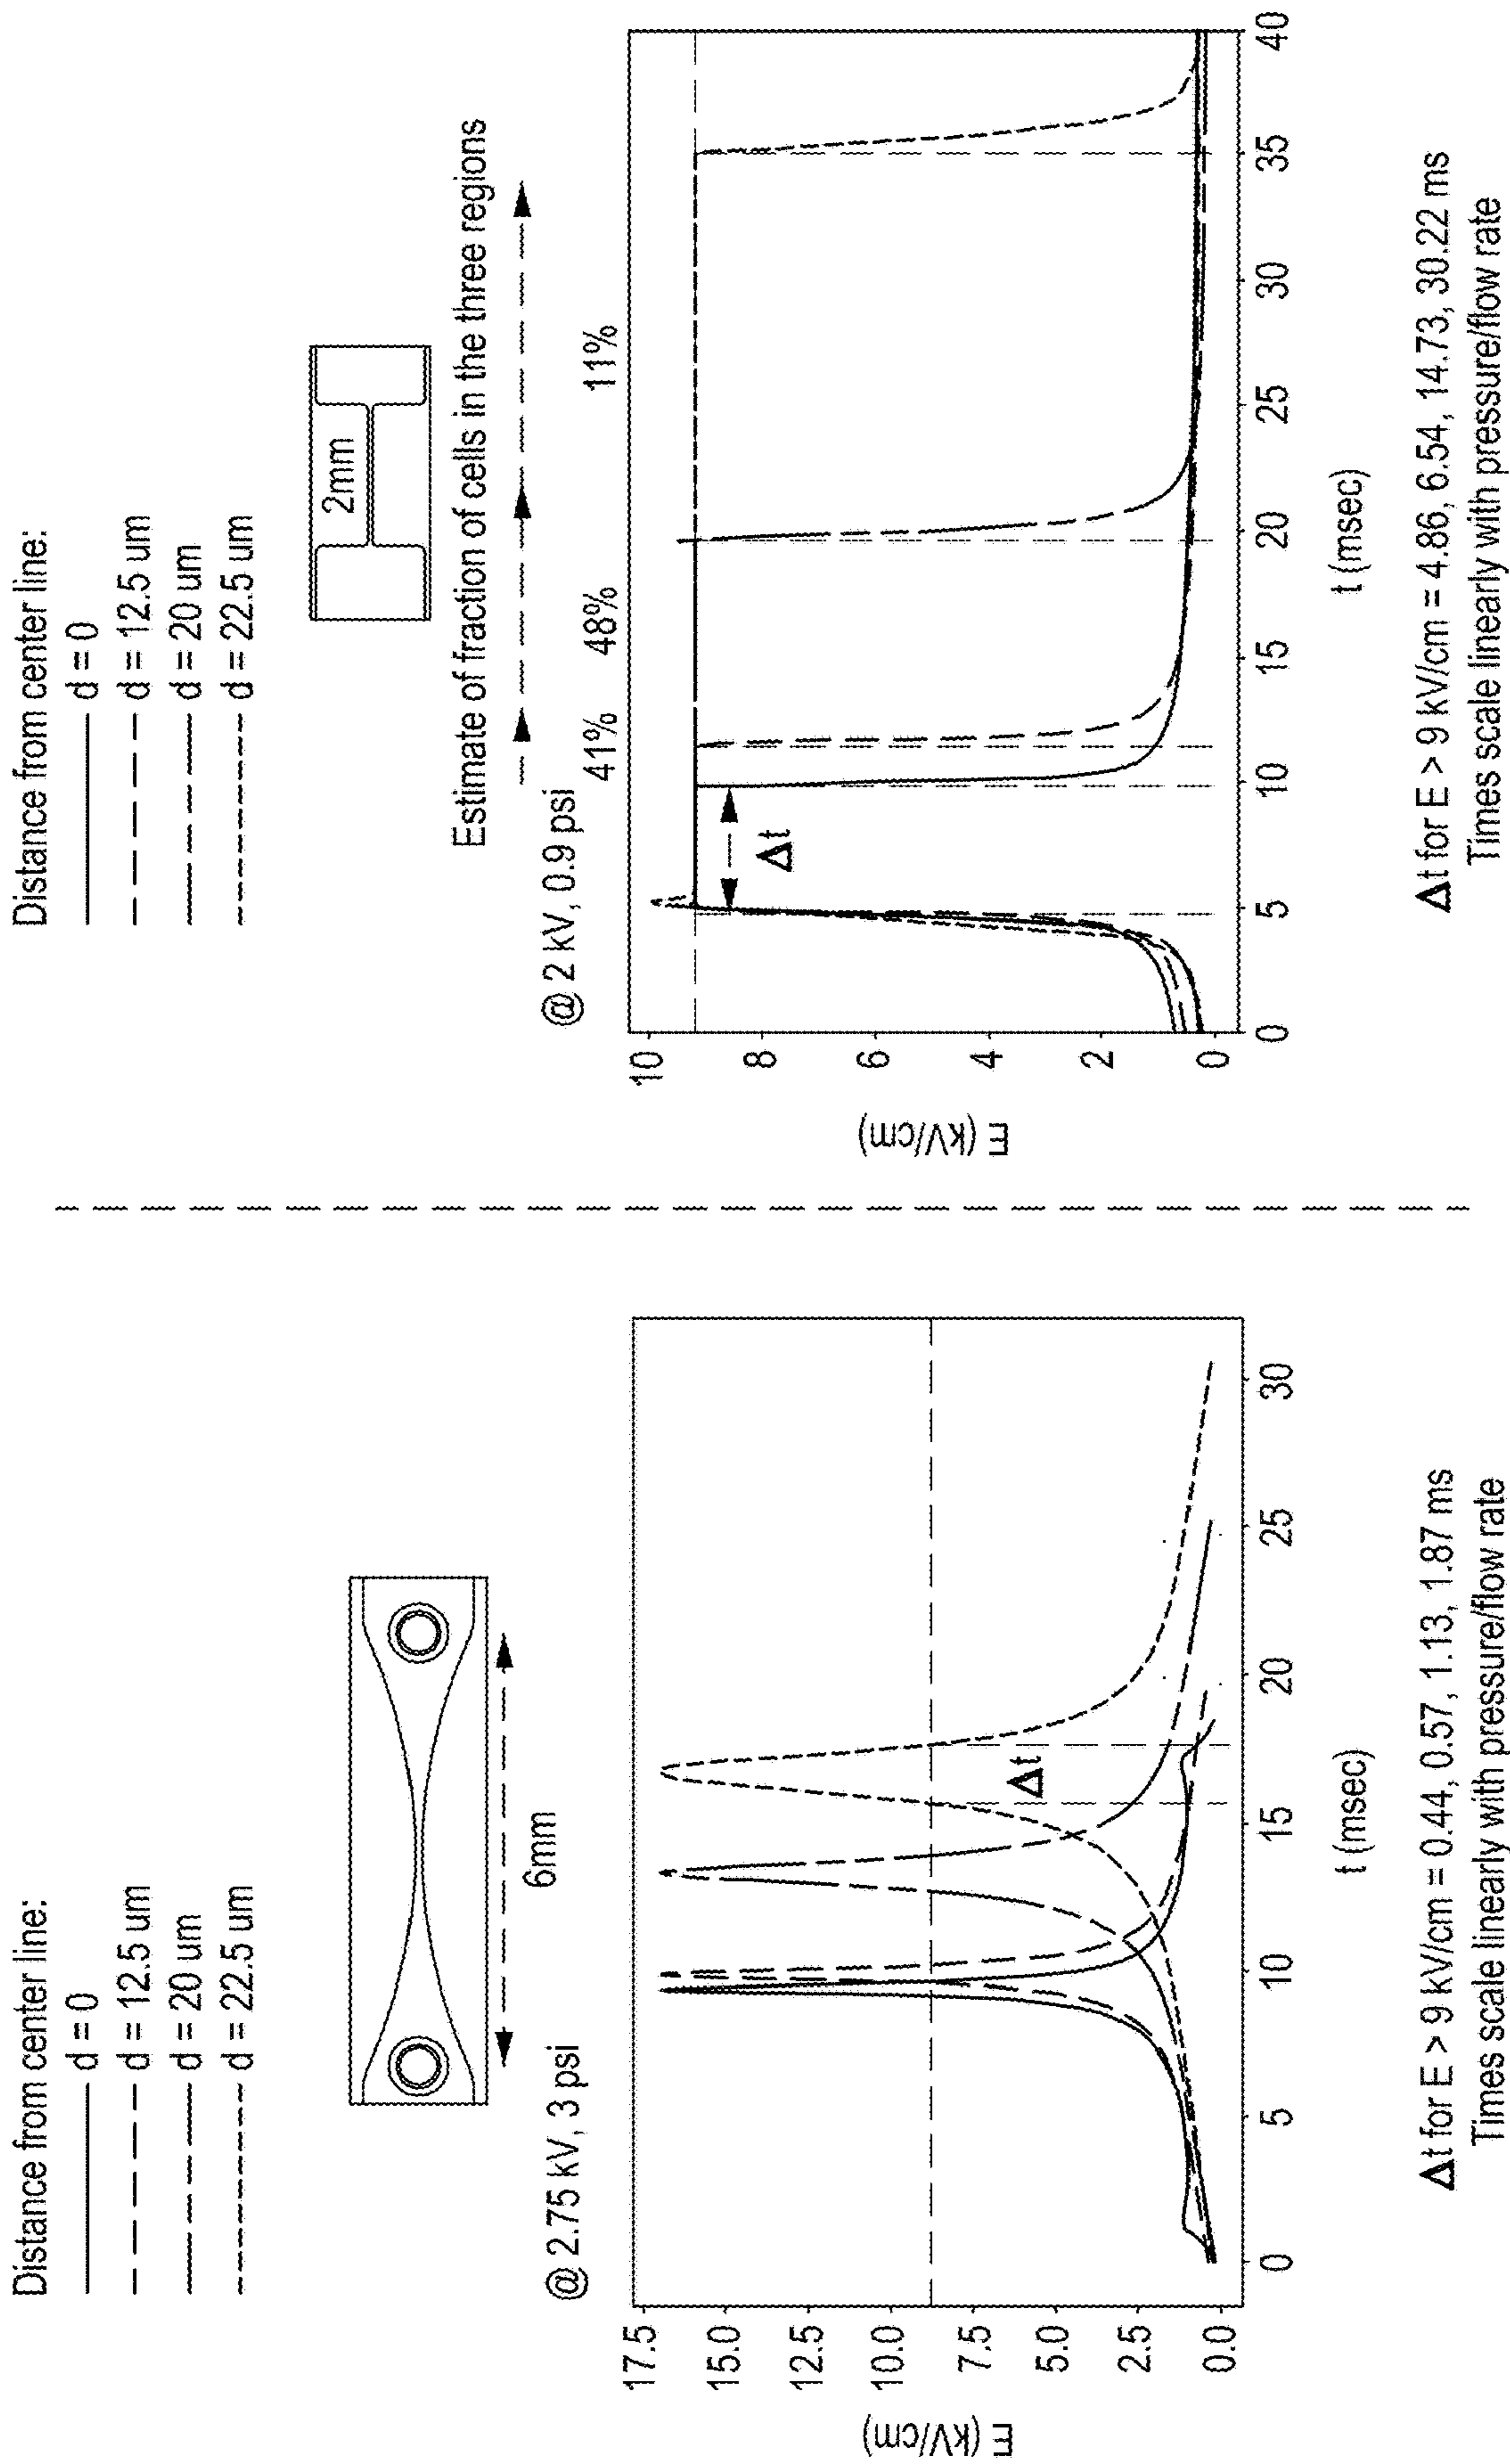 Distance from center line:
d = 0
d = 12.5 um
d = 20 um
d = 22.5 um
6mm
@ 2.75 kV, 3 psi
E (kV/cm)
17.5
15.0
12.5
10.0
7.5
5.0
2.5
0.0
Δt
0
5
10
15
20
25
30
t (msec)
Δt for E > 9 kV/cm = 0.44, 0.57, 1.13, 1.87 ms
Times scale linearly with pressure/flow rate
Distance from center line:
d = 0
d = 12.5 um
d = 20 um
d = 22.5 um
2mm
Estimate of fraction of cells in the three regions
@ 2 kV, 0.9 psi
41%
48%
11%
E (kV/cm)
10
8
6
4
2
0
Δt
0
5
10
15
20
25
30
35
40
t (msec)
Δt for E > 9 kV/cm = 4.86, 6.54, 14.73, 30.22 ms
Times scale linearly with pressure/flow rate